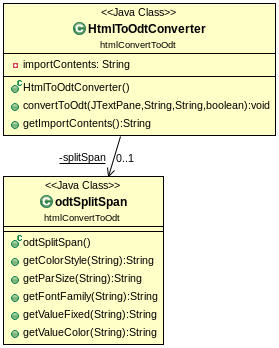 <<Java Class>>
HtmlToOdtConverter
htmlConvertToOdt
importContents: String
HtmlToOdtConverter()
convertToOdt(JTextPane,String,String,boolean):void
getImportContents():String
-splitSpan 0..1
<<Java Class>>
odtSplitSpan
htmlConvertToOdt
odtSplitSpan()
getColorStyle(String):String
getParSize(String):String
getFontFamily(String):String
getValueFixed(String):String
getValueColor(String):String